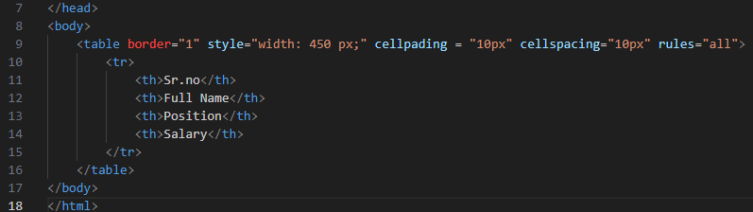 7 </head>
8 <body>
9 <table border="1" style="width: 450 px;" cellpading = "10px" cellspacing="10px" rules="all">
10 <tr>
11 <th>Sr.no</th>
12 <th>Full Name</th>
13 <th>Position</th>
14 <th>Salary</th>
15 </tr>
16 </table>
17 </body>
18 </html>